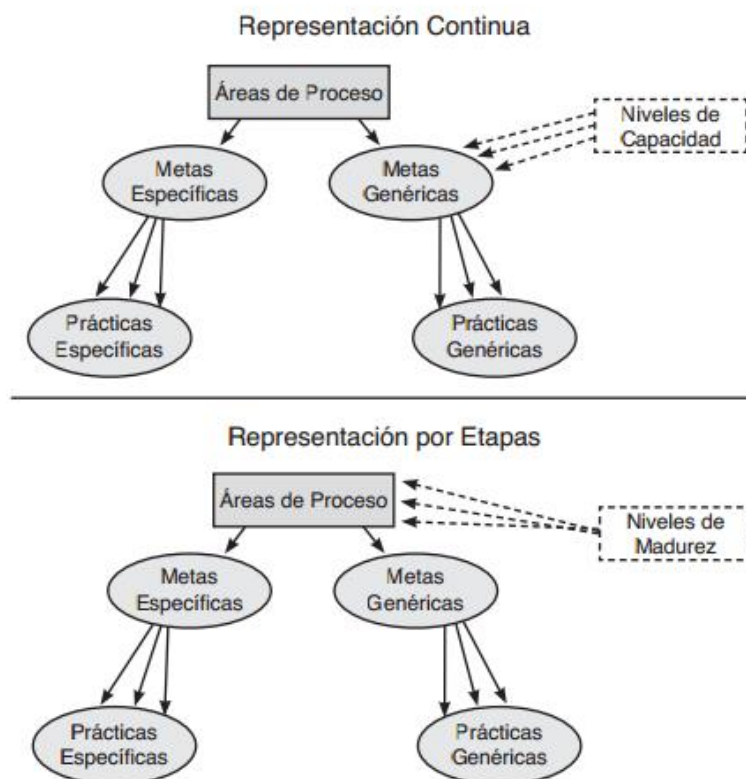 Representación Continua
Áreas de Proceso
Niveles de
Capacidad
Metas
Específicas
Metas
Genéricas
Prácticas
Específicas
Prácticas
Genéricas
Representación por Etapas
Áreas de Proceso
Niveles de
Madurez
Metas
Específicas
Metas
Genéricas
Prácticas
Específicas
Prácticas
Genéricas